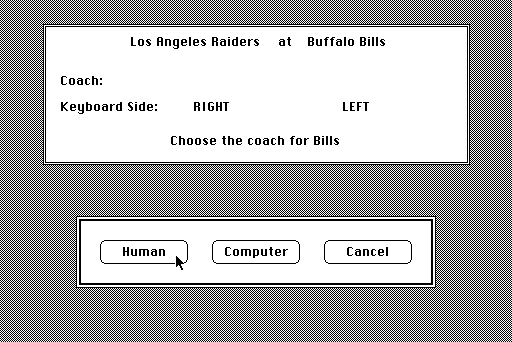 Los Angeles Raiders at Buffalo Bills
Coach:
Keyboard Side: RIGHT LEFT
Choose the coach for Bills
Human Computer Cancel